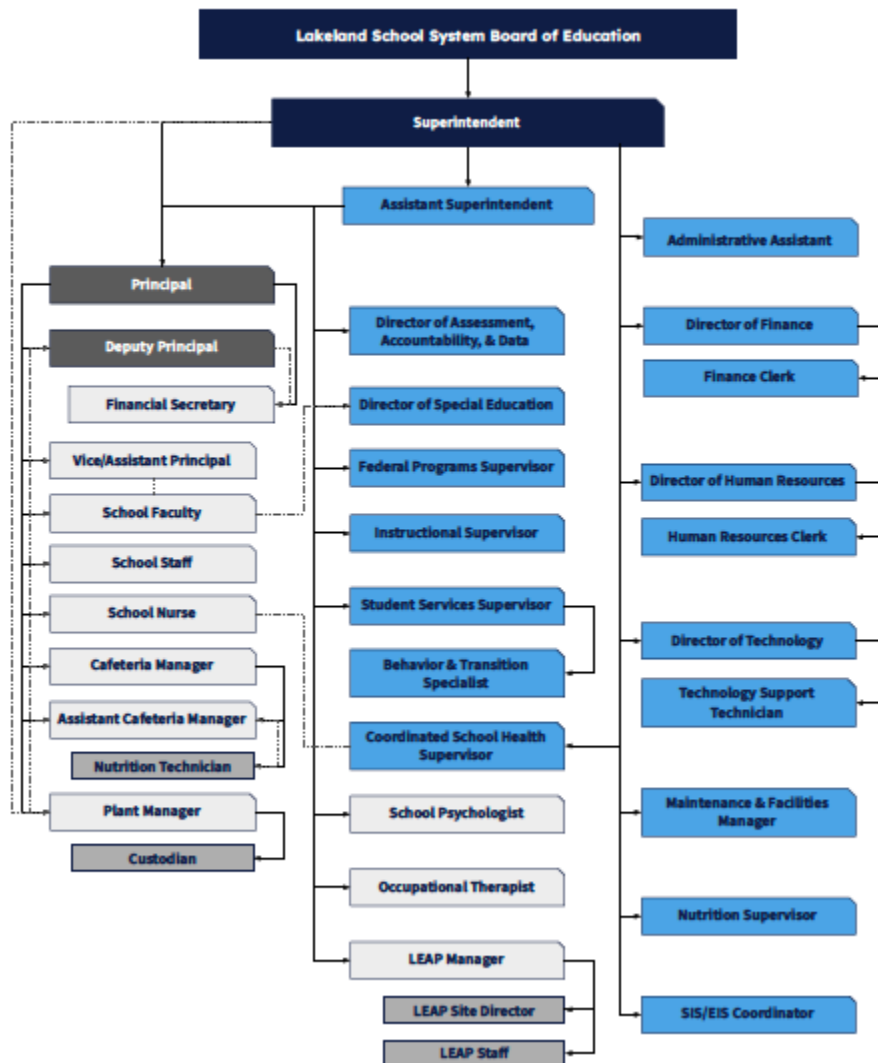 Lakeland School System Board of Education
Superintendent
Assistant Superintendent
Administrative Assistant
Principal
Deputy Principal
Financial Secretary
Vice/Assistant Principal
School Faculty
School Staff
School Nurse
Cafeteria Manager
Assistant Cafeteria Manager
Nutrition Technician
Plant Manager
Custodian
Director of Assessment,
Accountability, & Data
Director of Special Education
Federal Programs Supervisor
Instructional Supervisor
Student Services Supervisor
Behavior & Transition
Specialist
Coordinated School Health
Supervisor
School Psychologist
Occupational Therapist
LEAP Manager
LEAP Site Director
LEAP Staff
Director of Finance
Finance Clerk
Director of Human Resources
Human Resources Clerk
Director of Technology
Technology Support
Technician
Maintenance & Facilities
Manager
Nutrition Supervisor
SIS/EIS Coordinator